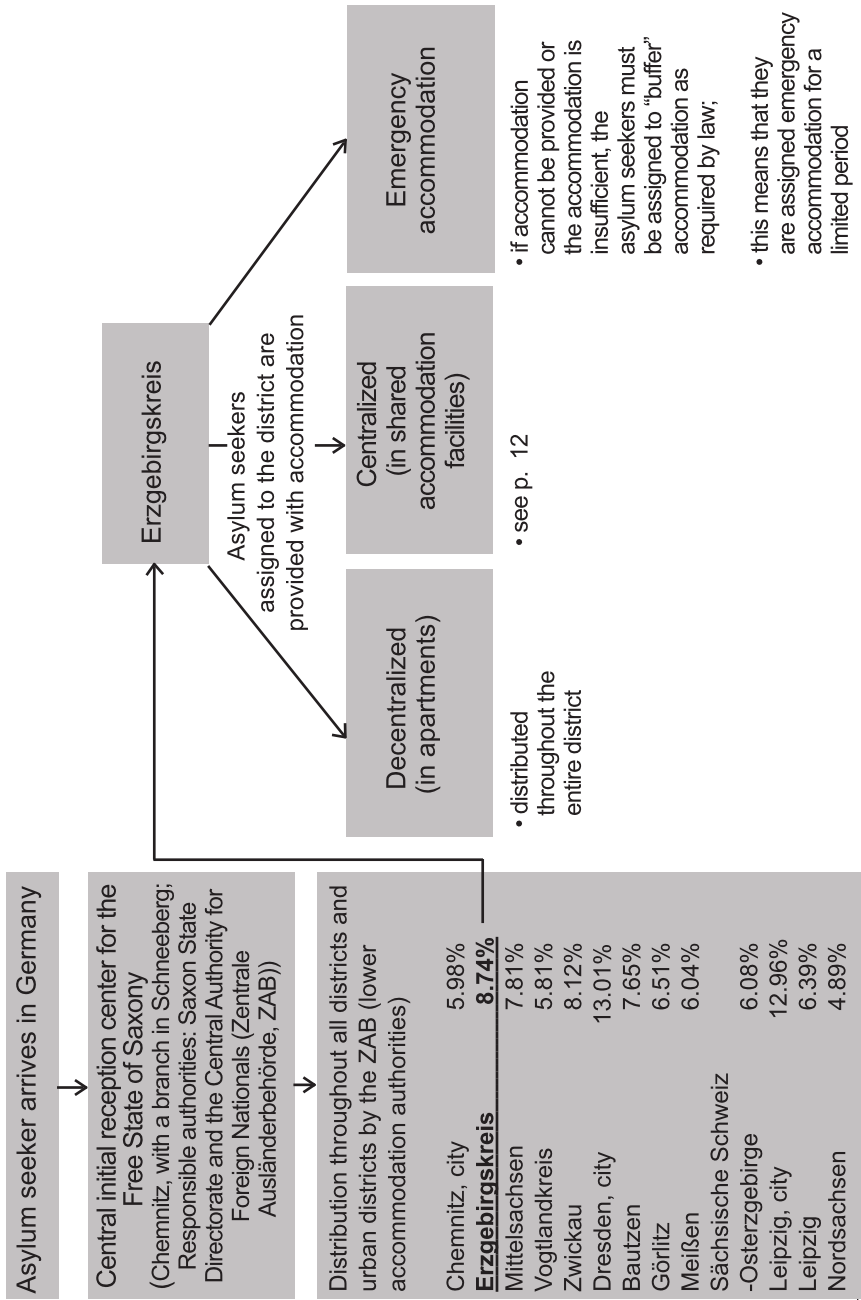 Asylum seeker arrives in Germany
Central initial reception center for the
Free State of Saxony
(Chemnitz, with a branch in Schneeberg;
Responsible authorities: Saxon State
Directorate and the Central Authority for
Foreign Nationals (Zentrale
Ausländerbehörde, ZAB))
Distribution throughout all districts and
urban districts by the ZAB (lower
accommodation authorities)
Chemnitz, city 5.98%
Erzgebirgskreis 8.74%
Mittelsachsen 7.81%
Vogtlandkreis 5.81%
Zwickau 8.12%
Dresden, city 13.01%
Bautzen 7.65%
Görlitz 6.51%
Meißen 6.04%
Sächsische Schweiz
-Osterzgebirge 6.08%
Leipzig, city 12.96%
Leipzig 6.39%
Nordsachsen 4.89%
Erzgebirgskreis
Asylum seekers
assigned to the district are
provided with accommodation
Decentralized
(in apartments)
• distributed
throughout the
entire district
Centralized
(in shared
accommodation
facilities)
• see p. 12
Emergency
accommodation
• if accommodation
cannot be provided or
the accommodation is
insufficient, the
asylum seekers must
be assigned to “buffer”
accommodation as
required by law;
• this means that they
are assigned emergency
accommodation for a
limited period